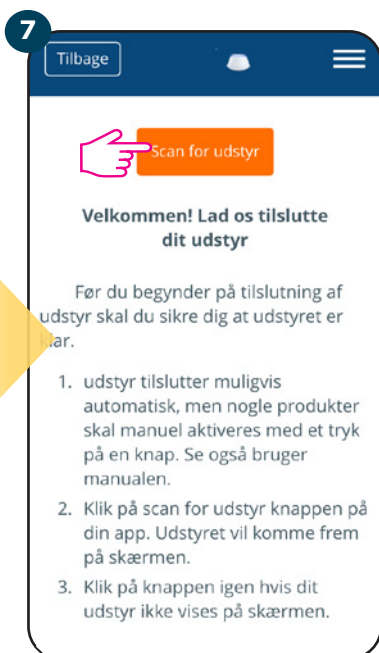 7
Tilbage
Scan for udstyr
Velkommen! Lad os tilslutte
dit udstyr
Før du begynder på tilslutning af
udstyr skal du sikre dig at udstyret er
klar.
1. udstyr tilslutter muligvis
automatisk, men nogle produkter
skal manuel aktiveres med et tryk
på en knap. Se også bruger
manualen.
2. Klik på scan for udstyr knappen på
din app. Udstyret vil komme frem
på skærmen.
3. Klik på knappen igen hvis dit
udstyr ikke vises på skærmen.